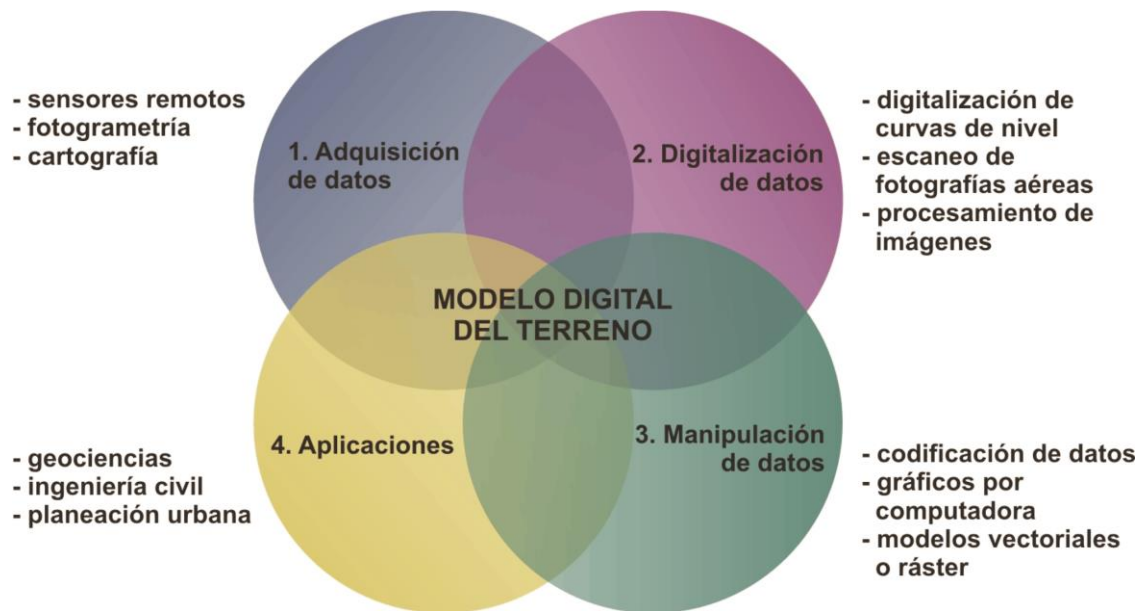 - sensores remotos
- fotogrametría
- cartografía
1. Adquisición
de datos
2. Digitalización
de datos
- digitalización de
curvas de nivel
- escaneo de
fotografías aéreas
- procesamiento de
imágenes
MODELO DIGITAL
DEL TERRENO
- geociencias
- ingeniería civil
- planeación urbana
4. Aplicaciones
3. Manipulación
de datos
- codificación de datos
- gráficos por
computadora
- modelos vectoriales
o ráster